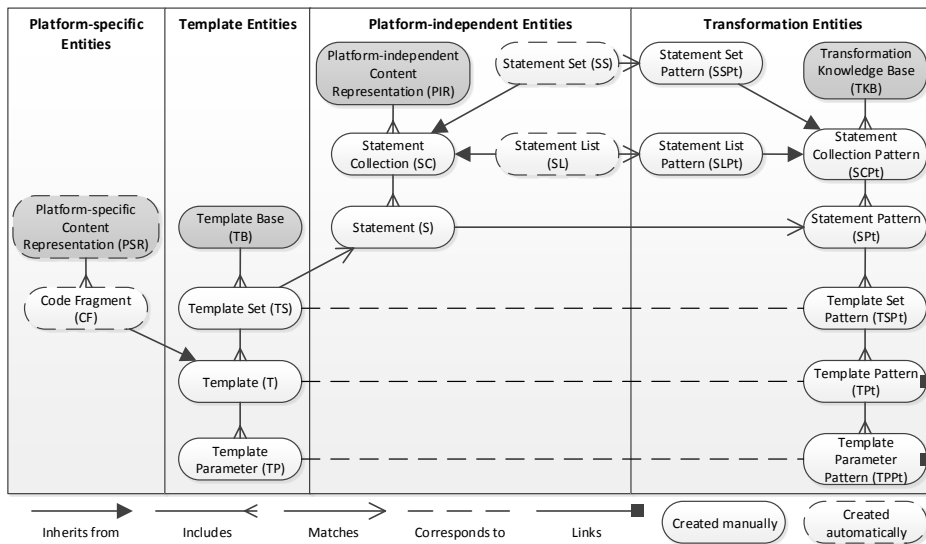 Platform-specific
Entities
Template Entities
Platform-independent Entities
Transformation Entities
Platform-independent
Content
Representation (PIR)
Statement Set (SS)
Statement Set
Pattern (SSPt)
Transformation
Knowledge Base
(TKB)
Statement
Collection (SC)
Statement List
(SL)
Statement List
Pattern (SLPt)
Statement
Collection Pattern
(SCPt)
Platform-specific
Content
Representation (PSR)
Template Base
(TB)
Statement (S)
Statement Pattern
(SPt)
Code Fragment
(CF)
Template Set (TS)
Template Set
Pattern (TSPt)
Template (T)
Template Pattern
(TPt)
Template
Parameter (TP)
Template
Parameter
Pattern (TPPt)
Inherits from
Includes
Matches
Corresponds to
Links
Created manually
Created
automatically